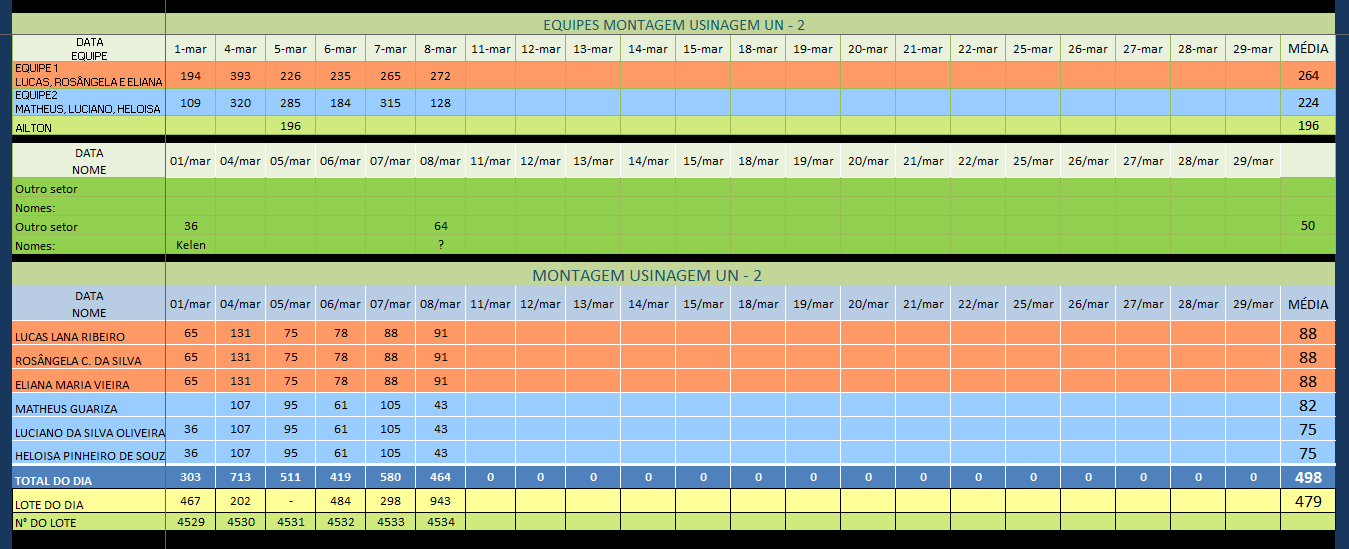 EQUIPES MONTAGEM USINAGEM UN - 2
DATA
EQUIPE
1-mar 4-mar 5-mar 6-mar 7-mar 8-mar 11-mar 12-mar 13-mar 14-mar 15-mar 18-mar 19-mar 20-mar 21-mar 22-mar 25-mar 26-mar 27-mar 28-mar 29-mar MÉDIA
EQUIPE 1
LUCAS, ROSÂNGELA E ELIANA 194 393 226 235 265 272 264
EQUIPE2
MATHEUS, LUCIANO, HELOISA 109 320 285 184 315 128 224
AILTON 196 196
DATA
NOME
01/mar 04/mar 05/mar 06/mar 07/mar 08/mar 11/mar 12/mar 13/mar 14/mar 15/mar 18/mar 19/mar 20/mar 21/mar 22/mar 25/mar 26/mar 27/mar 28/mar 29/mar
Outro setor
Nomes:
Outro setor 36 64 50
Nomes: Kelen ?
MONTAGEM USINAGEM UN - 2
DATA
NOME
01/mar 04/mar 05/mar 06/mar 07/mar 08/mar 11/mar 12/mar 13/mar 14/mar 15/mar 18/mar 19/mar 20/mar 21/mar 22/mar 25/mar 26/mar 27/mar 28/mar 29/mar MÉDIA
LUCAS LANA RIBEIRO 65 131 75 78 88 91 88
ROSÂNGELA C. DA SILVA 65 131 75 78 88 91 88
ELIANA MARIA VIEIRA 65 131 75 78 88 91 88
MATHEUS GUARIZA 107 95 61 105 43 82
LUCIANO DA SILVA OLIVEIRA 36 107 95 61 105 43 75
HELOISA PINHEIRO DE SOUZ 36 107 95 61 105 43 75
TOTAL DO DIA 303 713 511 419 580 464 0 0 0 0 0 0 0 0 0 0 0 0 0 0 0 498
LOTE DO DIA 467 202 - 484 298 943 479
N° DO LOTE 4529 4530 4531 4532 4533 4534